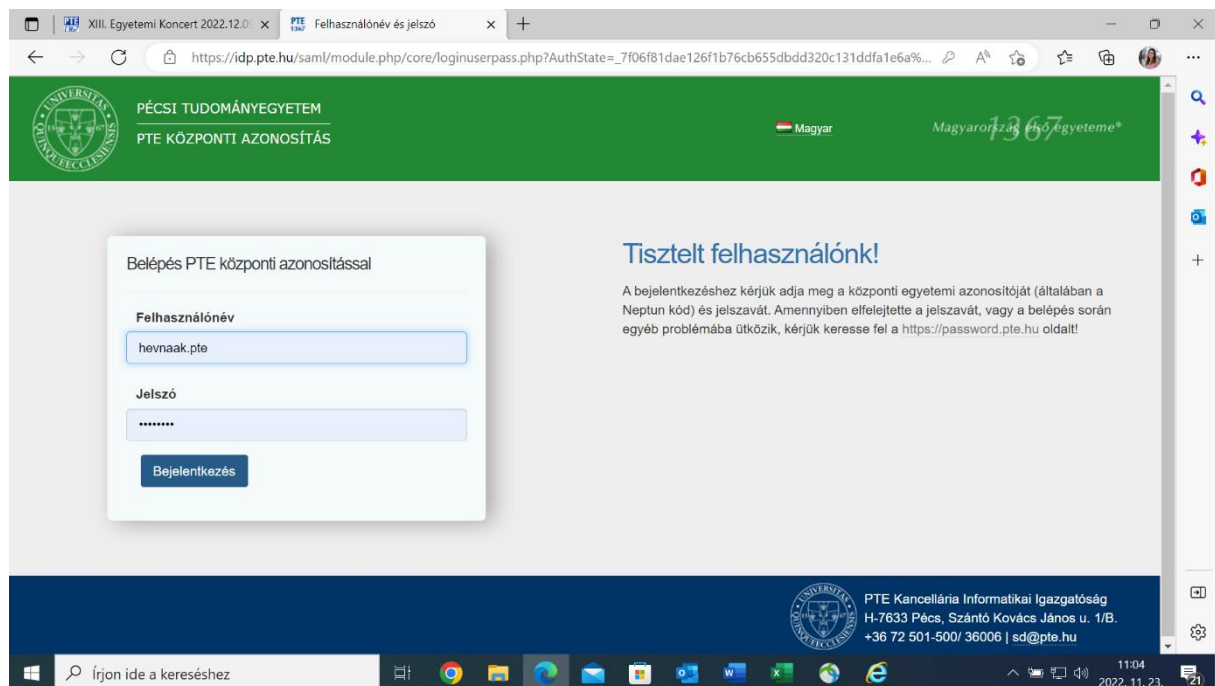 XIII. Egyetemi Koncert 2022.12.0
PTE 1367 Felhasználónév és jelszó
https://idp.pte.hu/saml/module.php/core/loginuserpass.php?AuthState=_7f06f81dae126f1b76cb655dbdd320c131ddfa1e6a6%...
PÉCSI TUDOMÁNYEGYETEM
PTE KÖZPONTI AZONOSÍTÁS
Magyar
Magyarország első egyeteme®
1367
Belépés PTE központi azonosítással
Felhasználónév
hevnaak.pte
Jelszó
••••••••
Bejelentkezés
Tisztelt felhasználónk!
A bejelentkezéshez kérjük adja meg a központi egyetemi azonosítóját (általában a
Neptun kód) és jelszavát. Amennyiben elfelejtette a jelszavát, vagy a belépés során
egyéb problémába ütközik, kérjük keresse fel a https://password.pte.hu oldalt!
PTE Kancellária Informatikai Igazgatóság
H-7633 Pécs, Szántó Kovács János u. 1/B.
+36 72 501-500/ 36006 | sd@pte.hu
Írjon ide a kereséshez
11:04
2022. 11. 23.
21